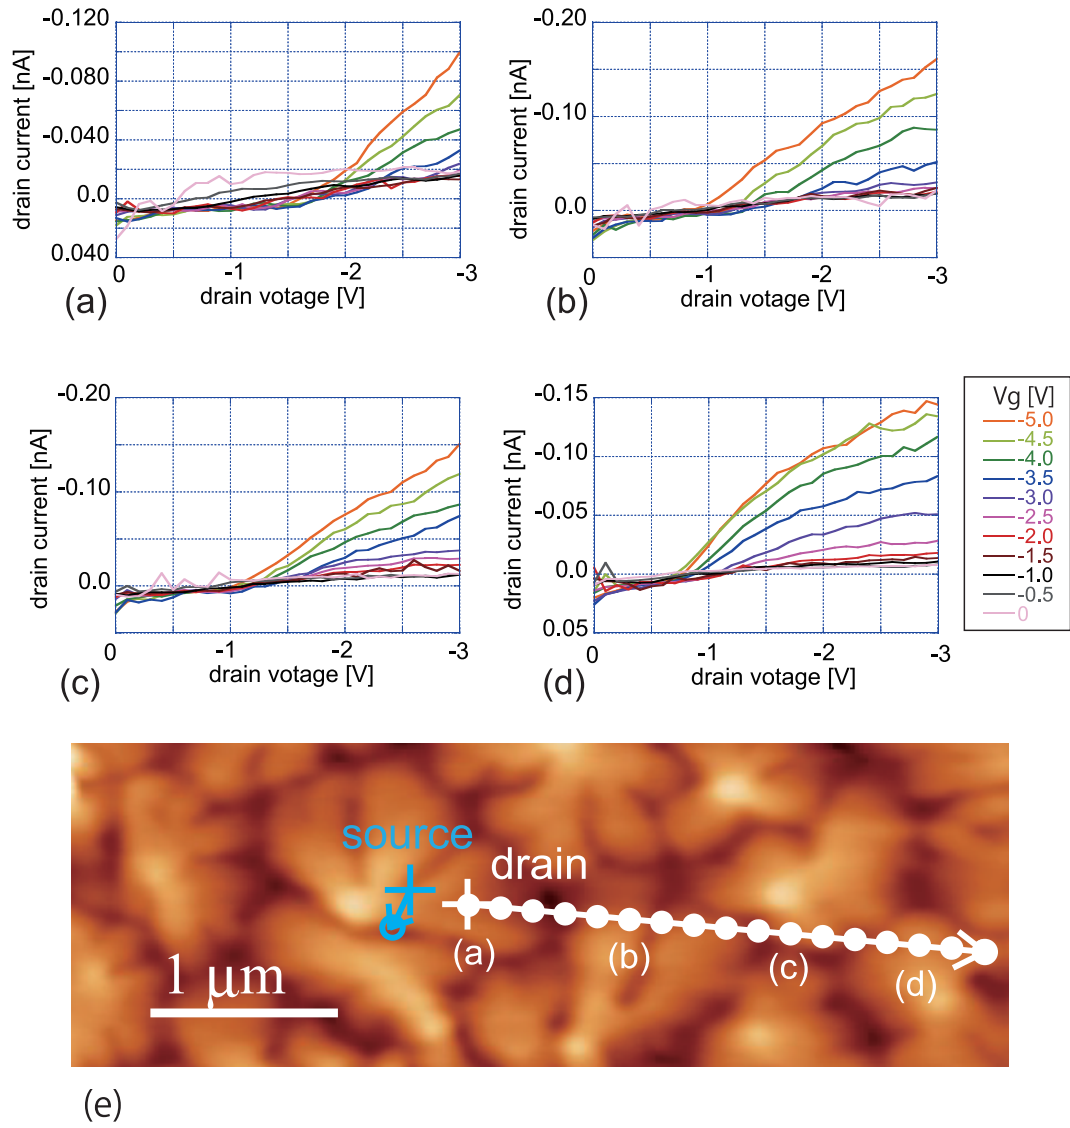 -0.120
-0.080
-0.040
0.0
0.040
drain current [nA]
0 -1 -2 -3
drain votage [V]
(a)
-0.20
-0.10
0.0
drain current [nA]
0 -1 -2 -3
drain votage [V]
(b)
-0.20
-0.10
0.0
drain current [nA]
0 -1 -2 -3
drain votage [V]
(c)
-0.15
-0.10
-0.05
0.0
0.05
drain current [nA]
0 -1 -2 -3
drain votage [V]
(d)
Vg [V]
-5.0
-4.5
-4.0
-3.5
-3.0
-2.5
-2.0
-1.5
-1.0
-0.5
0
source
drain
(a)
(b)
(c)
(d)
1 μm
(e)